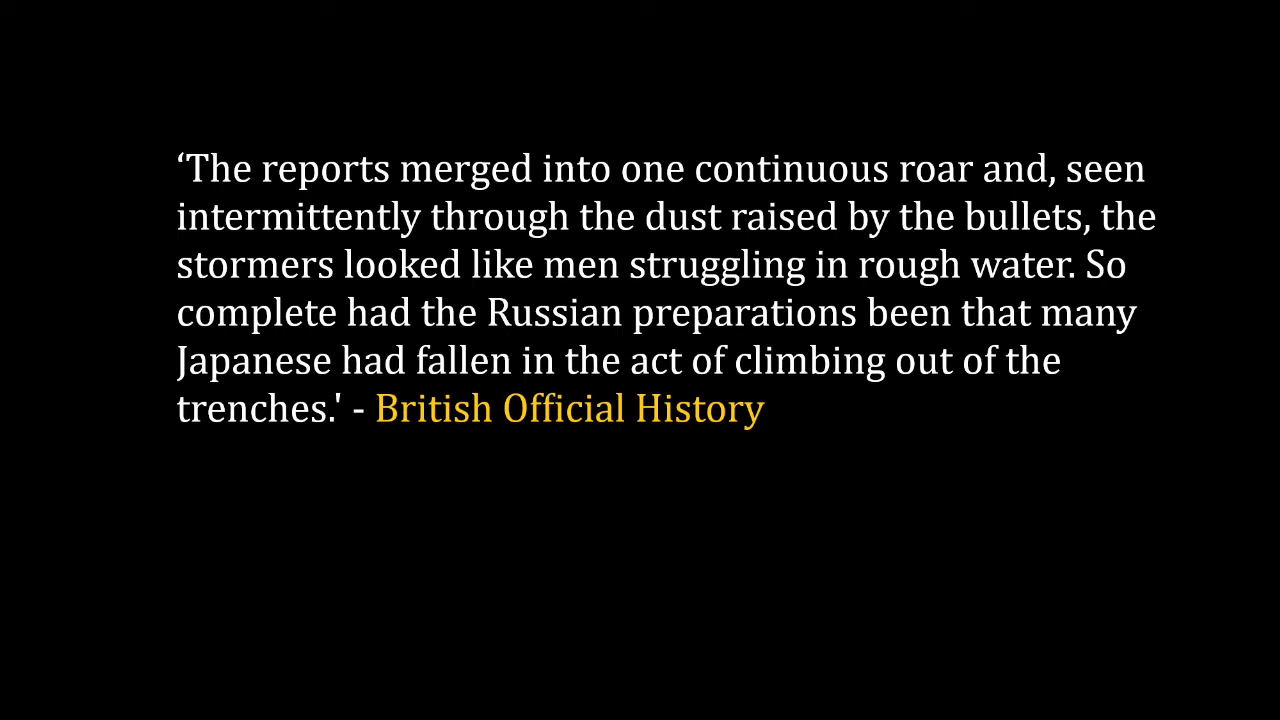 ‘The reports merged into one continuous roar and, seen
intermittently through the dust raised by the bullets, the
stormers looked like men struggling in rough water. So
complete had the Russian preparations been that many
Japanese had fallen in the act of climbing out of the
trenches.' - British Official History